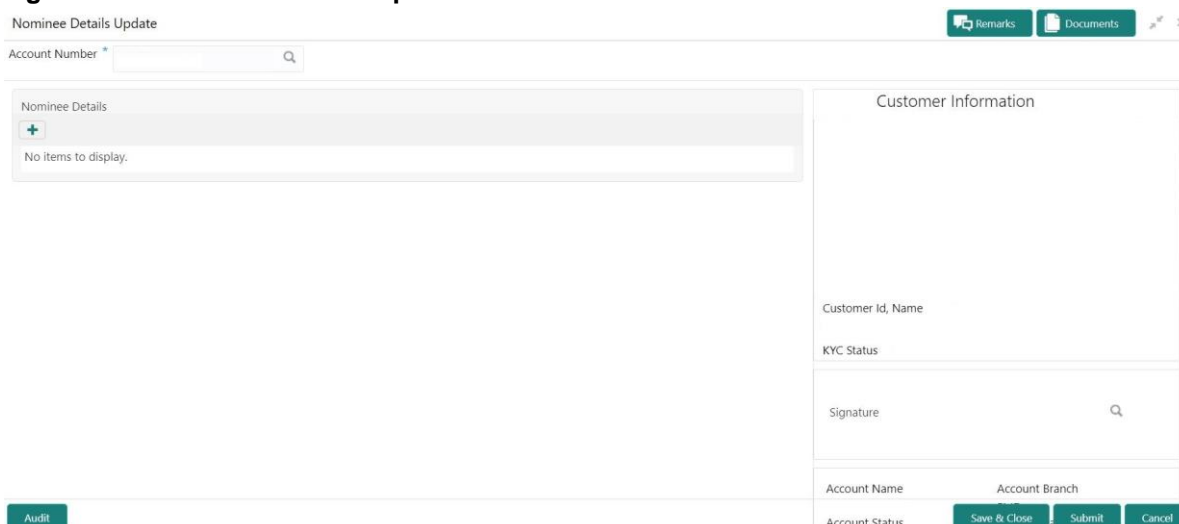 Nominee Details Update
Remarks
Documents
Account Number *
Nominee Details
+
No items to display.
Customer Information
Customer Id, Name
KYC Status
Signature
Account Name
Account Branch
Account Status
Audit
Save & Close
Submit
Cancel